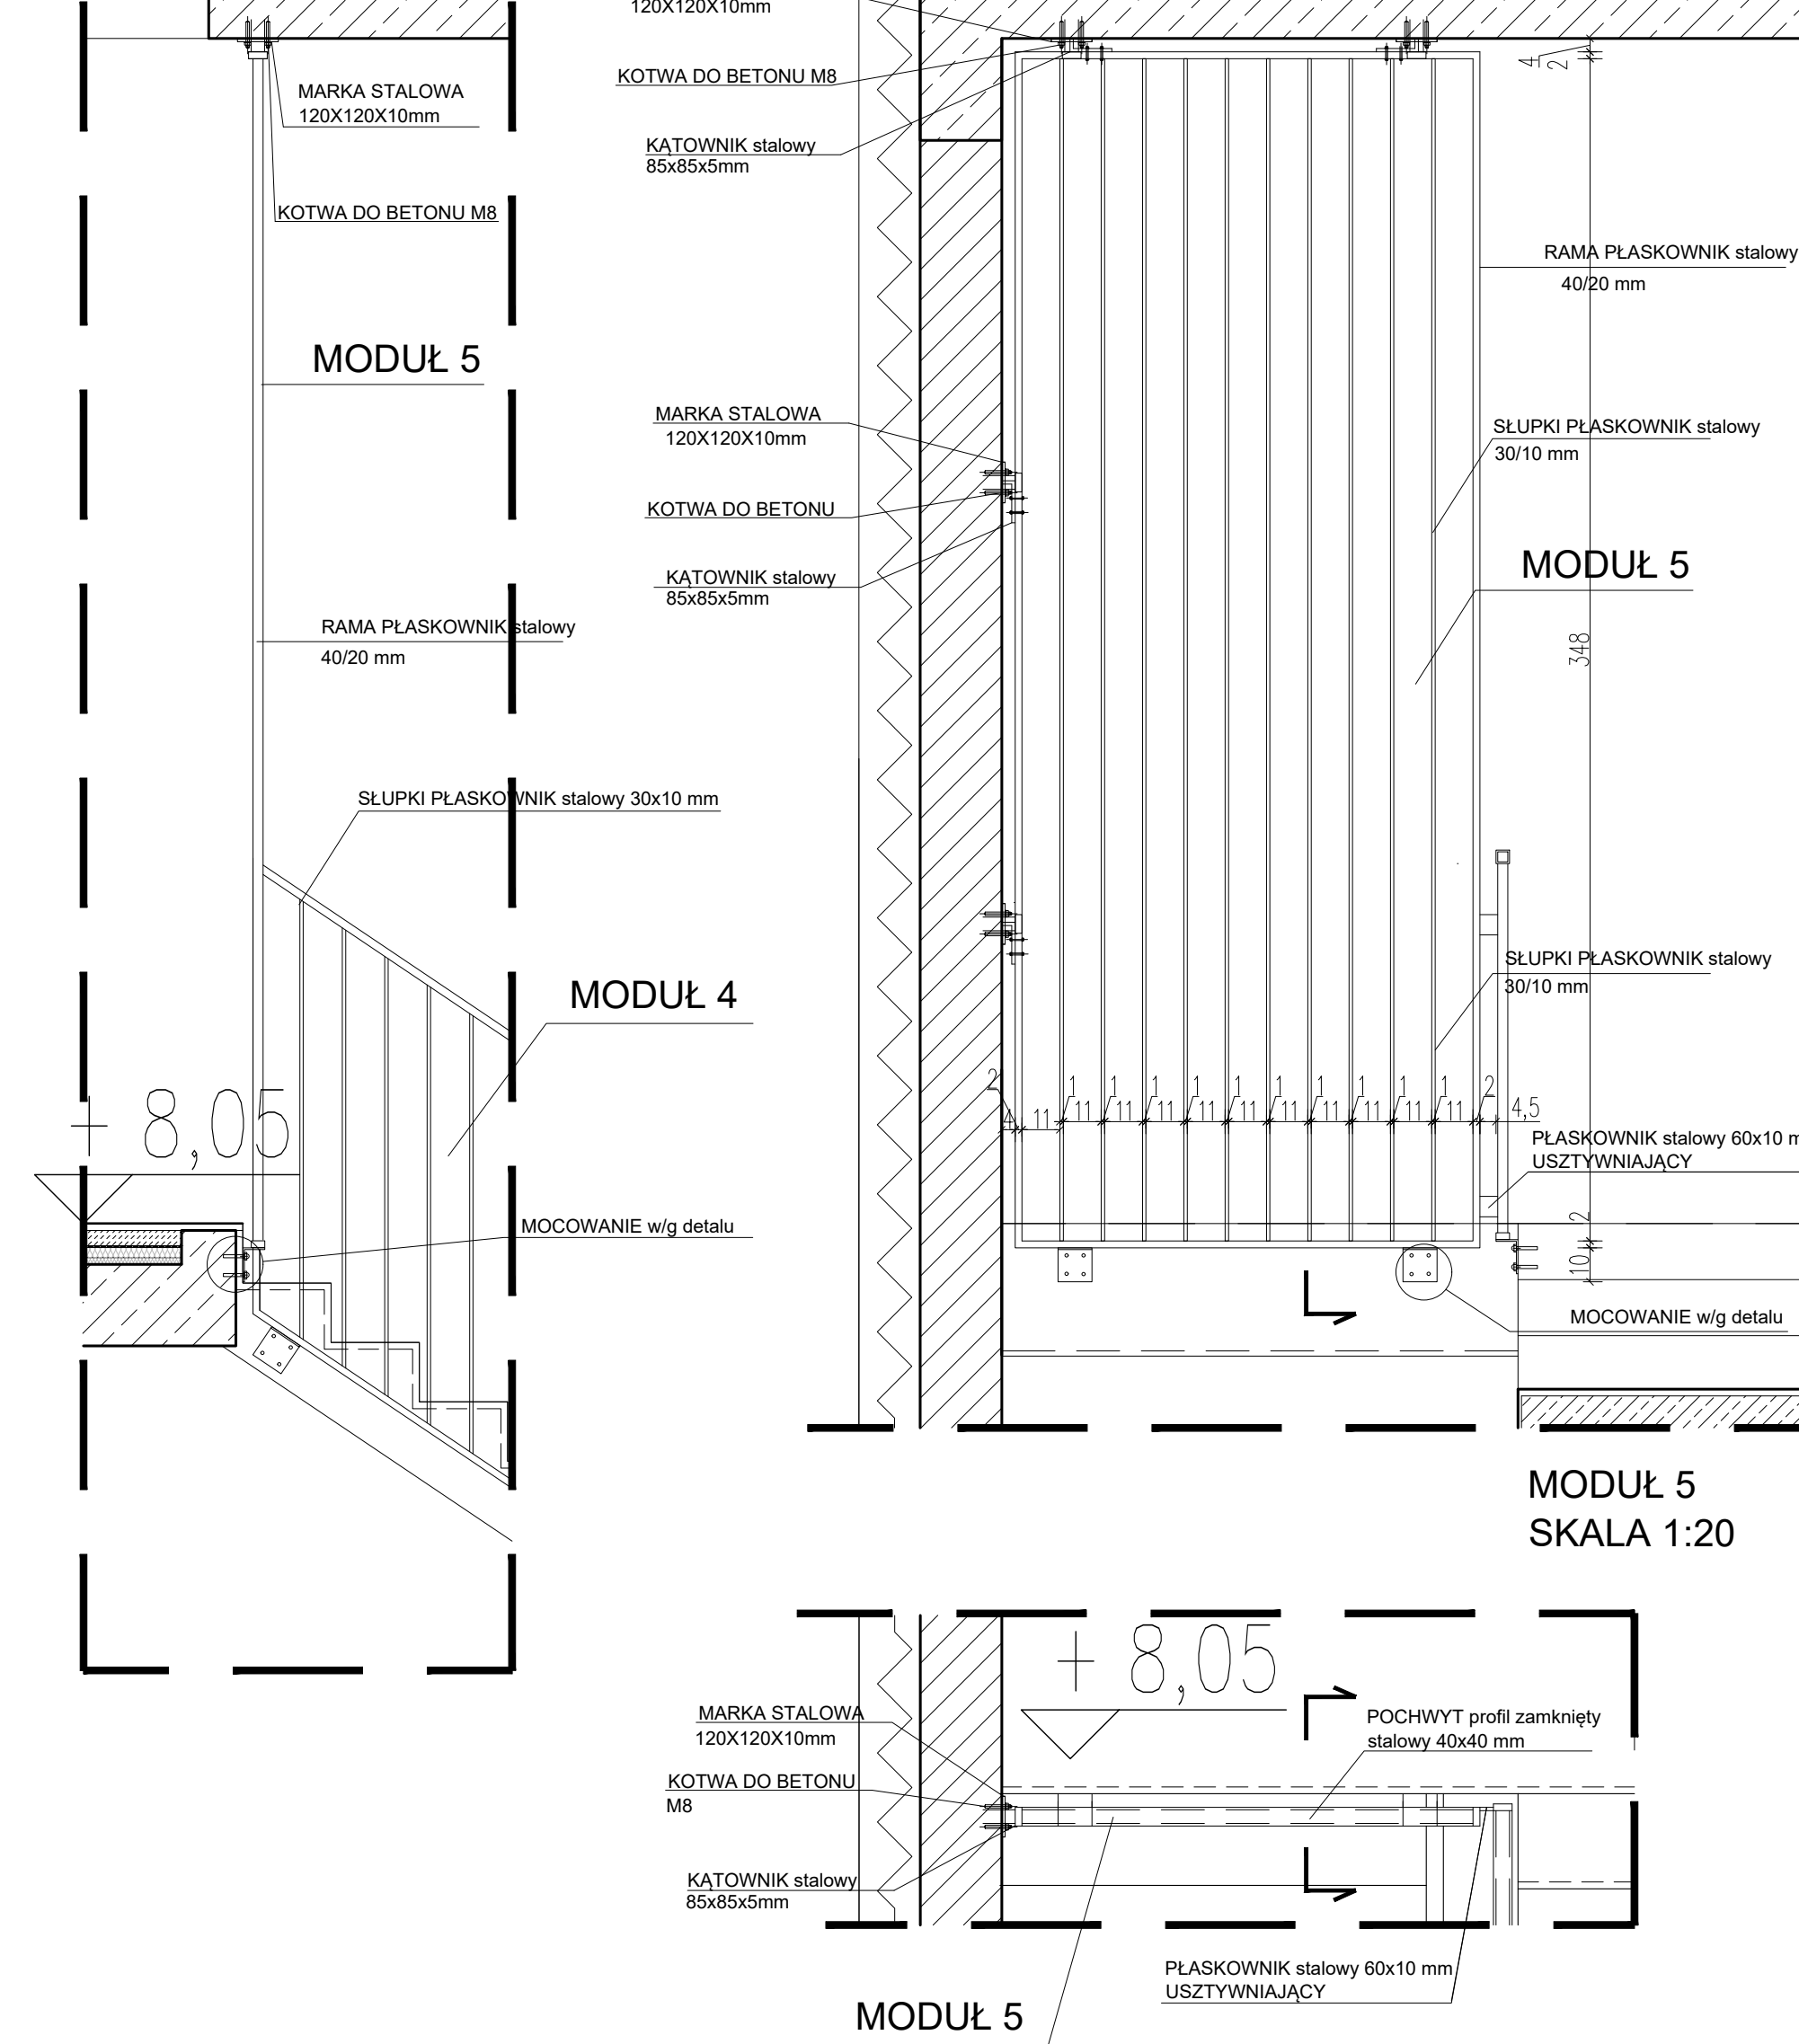 MARKA STALOWA
120X120X10mm
KOTWA DO BETONU M8
MODUŁ 5
RAMA PŁASKOWNIK stalowy
40/20 mm
SŁUPKI PŁASKOWNIK stalowy 30x10 mm
MODUŁ 4
+ 8,05
MOCOWANIE w/g detalu
120X120X10mm
KOTWA DO BETONU M8
KĄTOWNIK stalowy
85x85x5mm
MARKA STALOWA
120X120X10mm
KOTWA DO BETONU
KĄTOWNIK stalowy
85x85x5mm
4
2
RAMA PŁASKOWNIK stalowy
40/20 mm
SŁUPKI PŁASKOWNIK stalowy
30/10 mm
MODUŁ 5
348
SŁUPKI PŁASKOWNIK stalowy
30/10 mm
2 1 1 1 1 1 1 1 1 1 1 2
4 11 11 11 11 11 11 11 11 11 11 11 4,5
PŁASKOWNIK stalowy 60x10 m
USZTYWNIAJĄCY
2
10
MOCOWANIE w/g detalu
MODUŁ 5
SKALA 1:20
+ 8,05
MARKA STALOWA
120X120X10mm
KOTWA DO BETONU
M8
KĄTOWNIK stalowy
85x85x5mm
POCHWYT profil zamknięty
stalowy 40x40 mm
PŁASKOWNIK stalowy 60x10 mm
USZTYWNIAJĄCY
MODUŁ 5